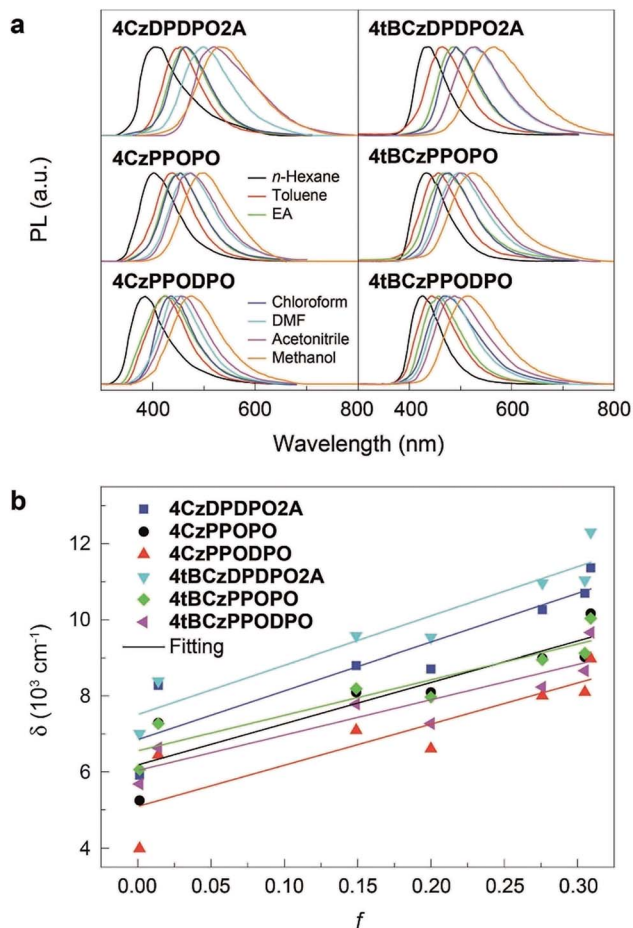 a
4CzDPDPO2A
4tBCzDPDPO2A
4CzPPOPO
4tBCzPPOPO
n-Hexane
Toluene
EA
4CzPPODPO
4tBCzPPODPO
Chloroform
DMF
Acetonitrile
Methanol
PL (a.u.)
400 600 800 400 600 800
Wavelength (nm)
b
4CzDPDPO2A
4CzPPOPO
4CzPPODPO
4tBCzDPDPO2A
4tBCzPPOPO
4tBCzPPODPO
Fitting
δ (10³ cm⁻¹)
12
10
8
6
4
0.00 0.05 0.10 0.15 0.20 0.25 0.30
f